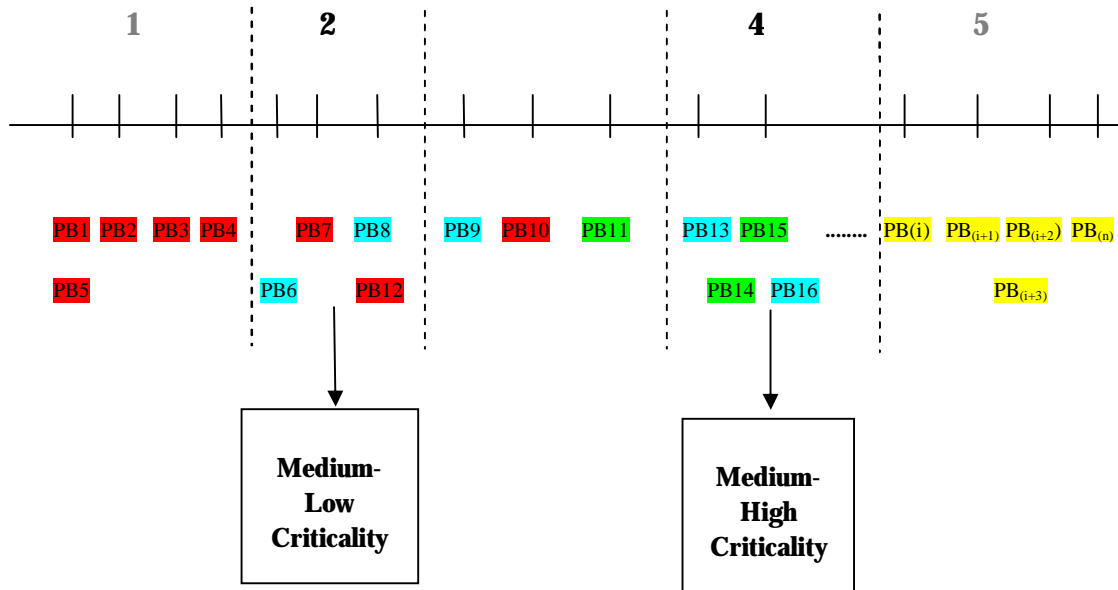 1 2 4 5
PB1 PB2 PB3 PB4 PB7 PB8 PB9 PB10 PB11 PB13 PB15 ........ PB(i) PB(i+1) PB(i+2) PB(n)
PB5 PB6 PB12 PB14 PB16 PB(i+3)
Medium-
Low
Criticality
Medium-
High
Criticality